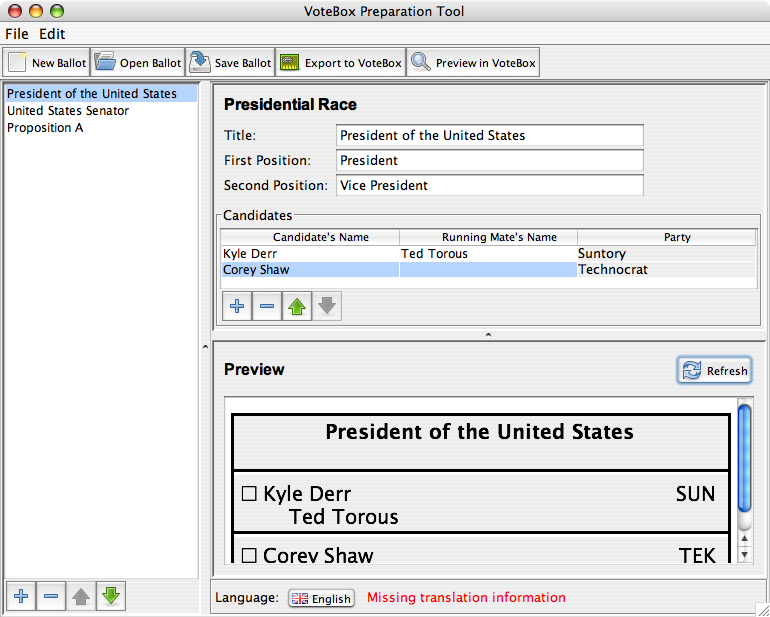 VoteBox Preparation Tool
File Edit
New Ballot Open Ballot Save Ballot Export to VoteBox Preview in VoteBox
President of the United States
United States Senator
Proposition A
Presidential Race
Title: President of the United States
First Position: President
Second Position: Vice President
Candidates
Candidate's Name Running Mate's Name Party
Kyle Derr Ted Torous Suntory
Corey Shaw Technocrat
Preview
Refresh
President of the United States
Kyle Derr SUN
Ted Torous
Corey Shaw TEK
Language: English Missing translation information